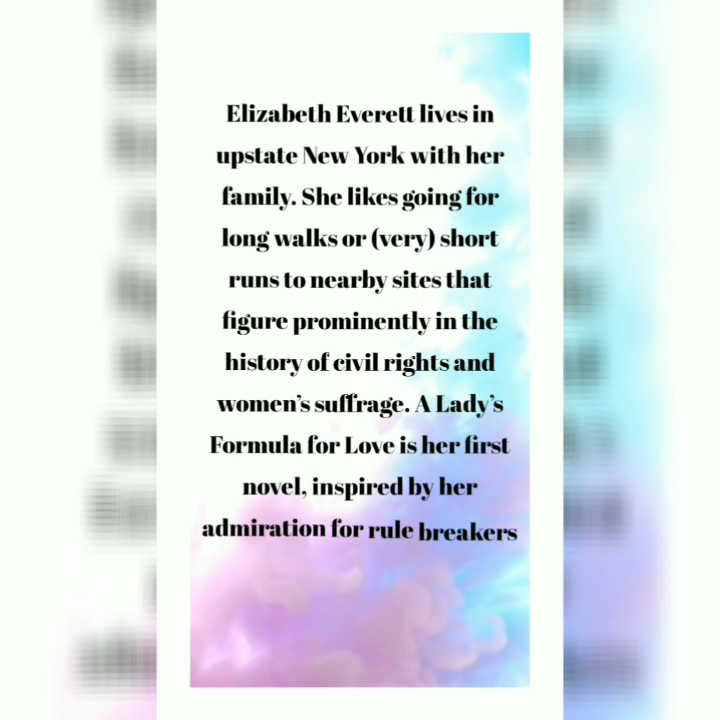 Elizabeth Everett lives in
upstate New York with her
family. She likes going for
long walks or (very) short
runs to nearby sites that
figure prominently in the
history of civil rights and
women's suffrage. A Lady's
Formula for Love is her first
novel, inspired by her
admiration for rule breakers